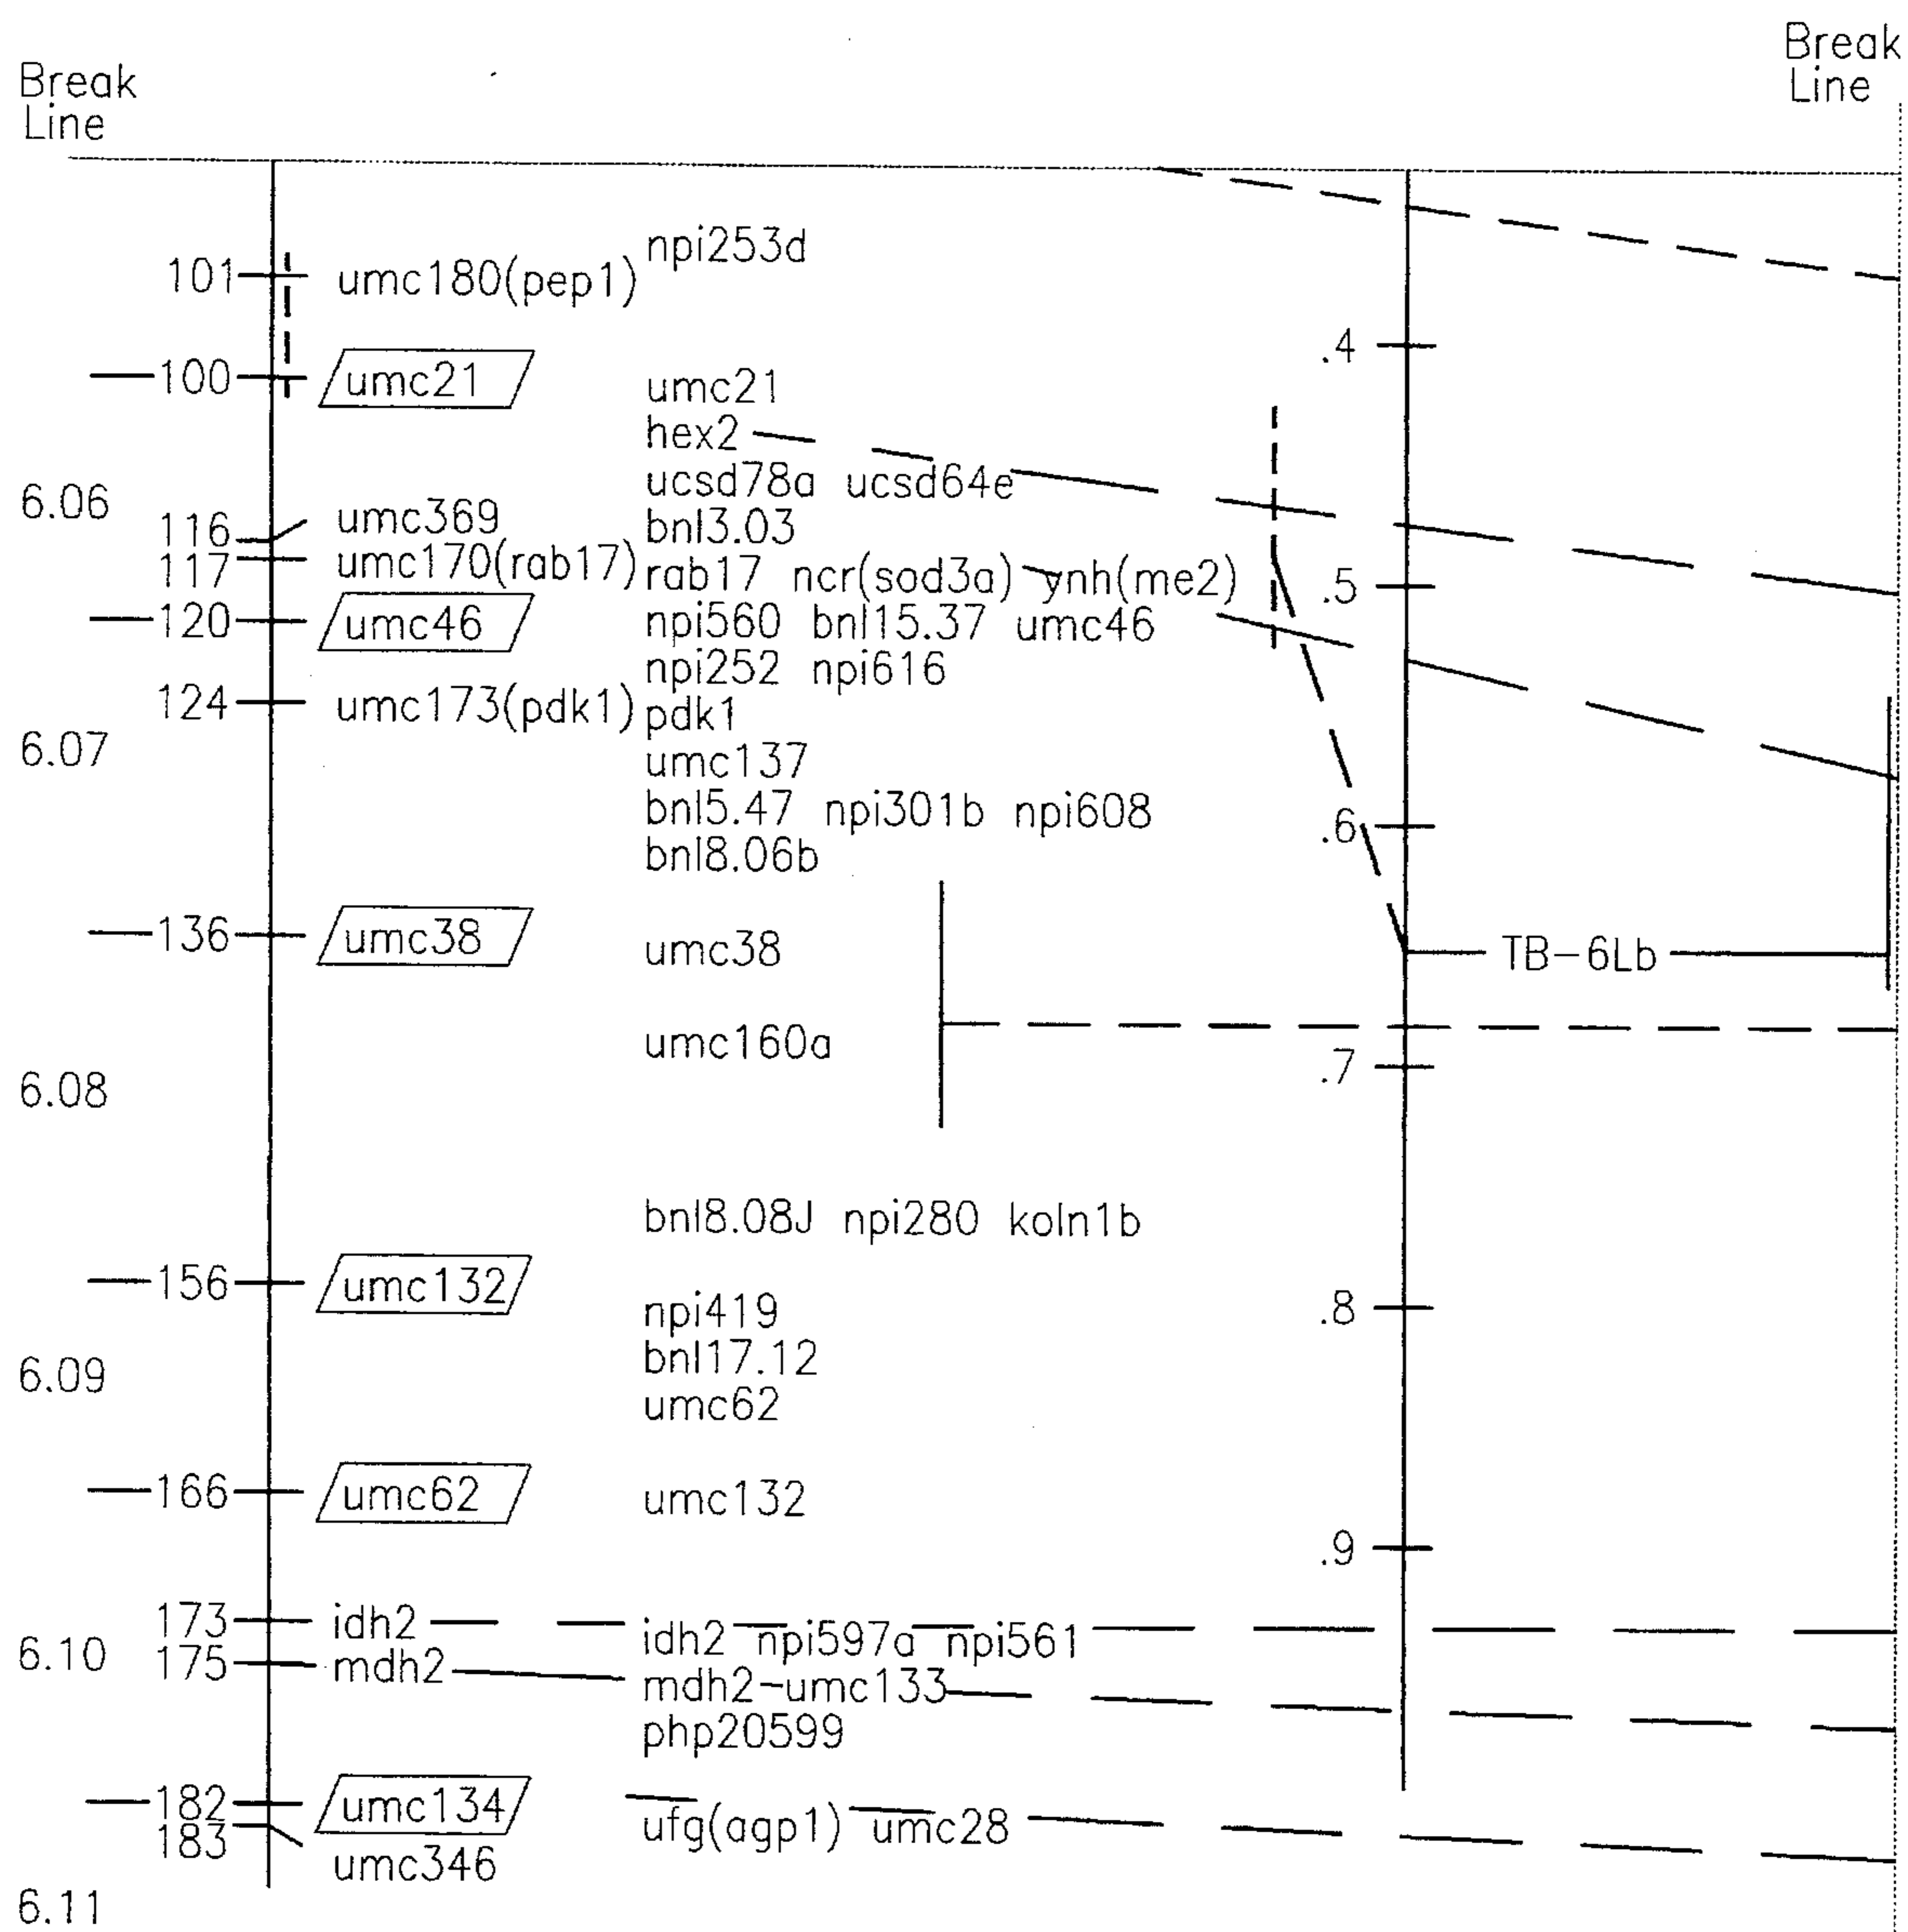 Break
Line
Break
Line
101 umc180(pep1) npi253d
.4
100 umc21 umc21
hex2
6.06 ucsd78a ucsd64e
116 umc369 bnl3.03
117 umc170(rab17) rab17 ncr(sod3a) ynh(me2) .5
120 umc46 npi560 bnl15.37 umc46
npi252 npi616
124 umc173(pdk1) pdk1
6.07 umc137
bnl5.47 npi301b npi608 .6
bnl8.06b
136 umc38 umc38 TB-6Lb
umc160a .7
6.08
bnl8.08J npi280 koln1b
156 umc132
npi419 .8
bnl17.12
6.09
umc62
166 umc62 umc132
.9
173 idh2 idh2 npi597a npi561
6.10 175 mdh2 mdh2-umc133
php20599
182 umc134 ufg(agp1) umc28
183 umc346
6.11